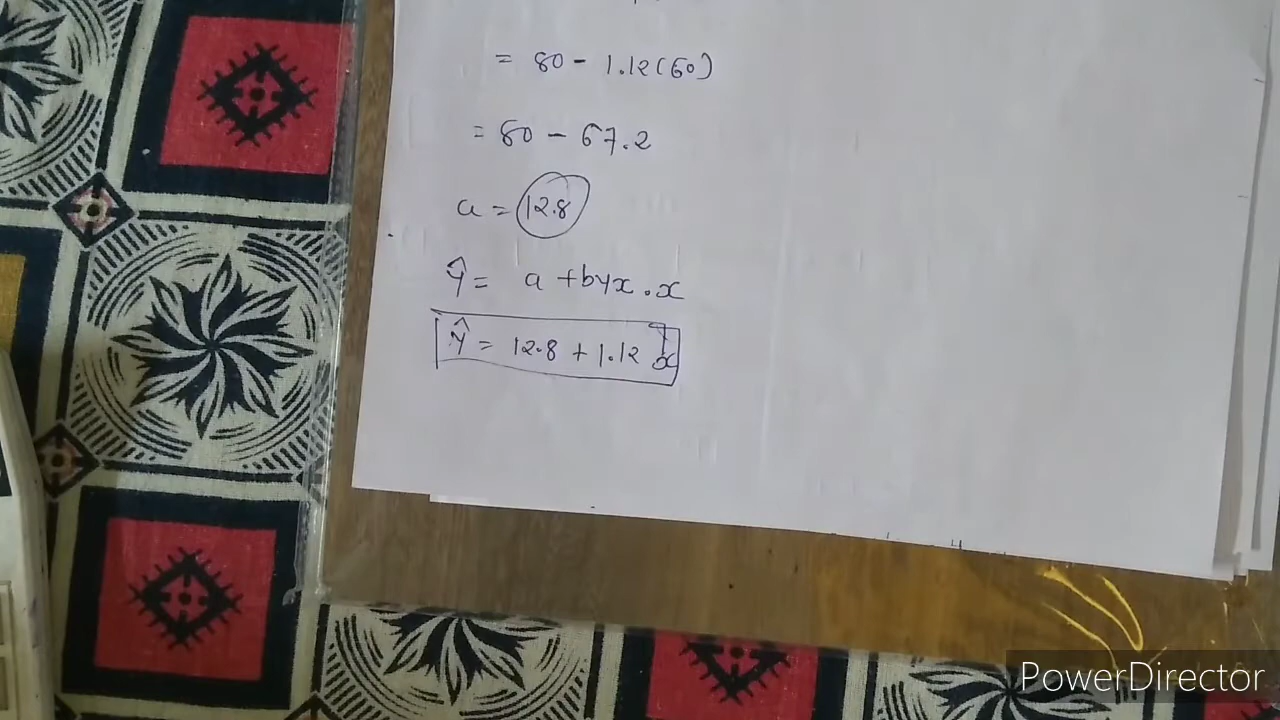 = 80 - 1.12(60)
= 80 - 67.2
a = 12.8
Ŷ = a + byx.x
Ŷ = 12.8 + 1.12 x
PowerDirector